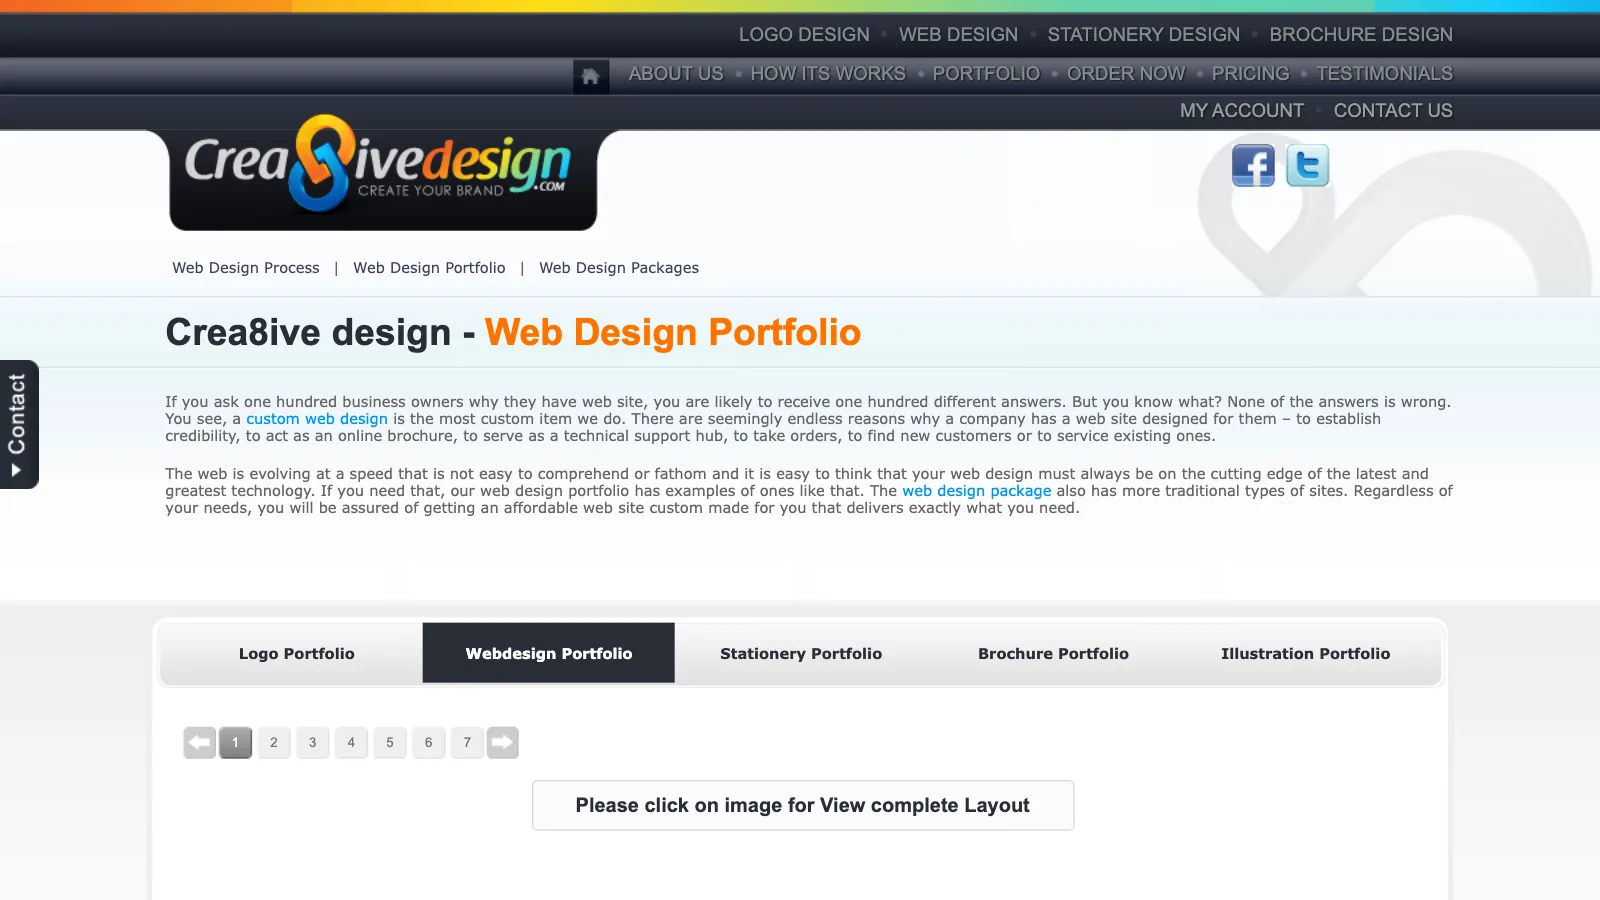 LOGO DESIGN • WEB DESIGN • STATIONERY DESIGN • BROCHURE DESIGN
ABOUT US • HOW ITS WORKS • PORTFOLIO • ORDER NOW • PRICING • TESTIMONIALS
MY ACCOUNT • CONTACT US
Crea8ivedesign.COM
CREATE YOUR BRAND
Web Design Process | Web Design Portfolio | Web Design Packages
Crea8ive design - Web Design Portfolio
Contact
If you ask one hundred business owners why they have web site, you are likely to receive one hundred different answers. But you know what? None of the answers is wrong.
You see, a custom web design is the most custom item we do. There are seemingly endless reasons why a company has a web site designed for them – to establish
credibility, to act as an online brochure, to serve as a technical support hub, to take orders, to find new customers or to service existing ones.
The web is evolving at a speed that is not easy to comprehend or fathom and it is easy to think that your web design must always be on the cutting edge of the latest and
greatest technology. If you need that, our web design portfolio has examples of ones like that. The web design package also has more traditional types of sites. Regardless of
your needs, you will be assured of getting an affordable web site custom made for you that delivers exactly what you need.
Logo Portfolio Webdesign Portfolio Stationery Portfolio Brochure Portfolio Illustration Portfolio
1 2 3 4 5 6 7
Please click on image for View complete Layout